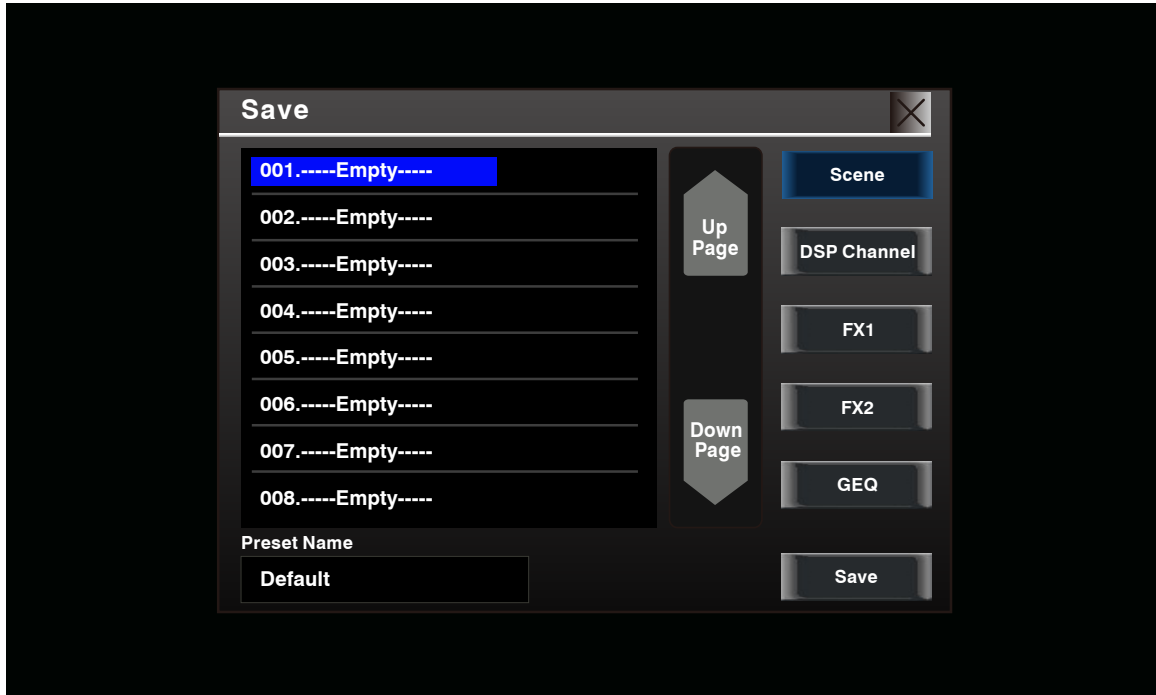 Save
001.-----Empty-----
002.-----Empty-----
003.-----Empty-----
004.-----Empty-----
005.-----Empty-----
006.-----Empty-----
007.-----Empty-----
008.-----Empty-----
Preset Name
Default
Up
Page
Down
Page
Scene
DSP Channel
FX1
FX2
GEQ
Save